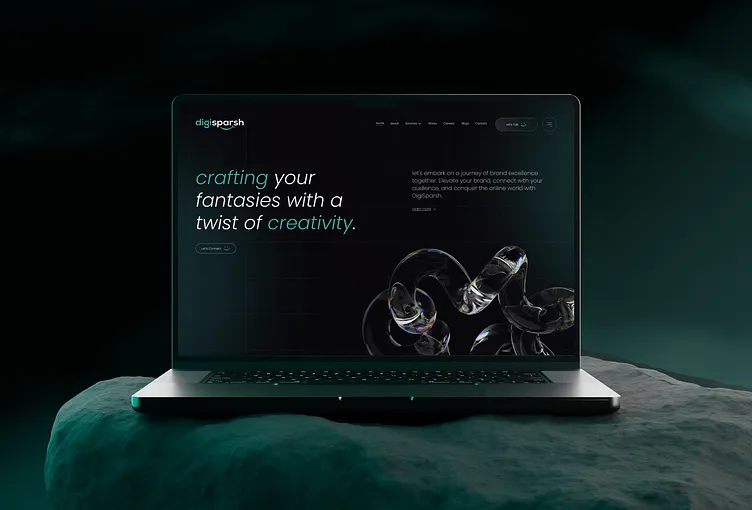 digisparsh
Home About Services Works Career Blogs Contact Let's Talk
crafting your
fantasies with a
twist of creativity.
Let's Connect
let's embark on a journey of brand excellence
together. Elevate your brand, connect with your
audience, and conquer the online world with
DigiSparsh.
Learn more